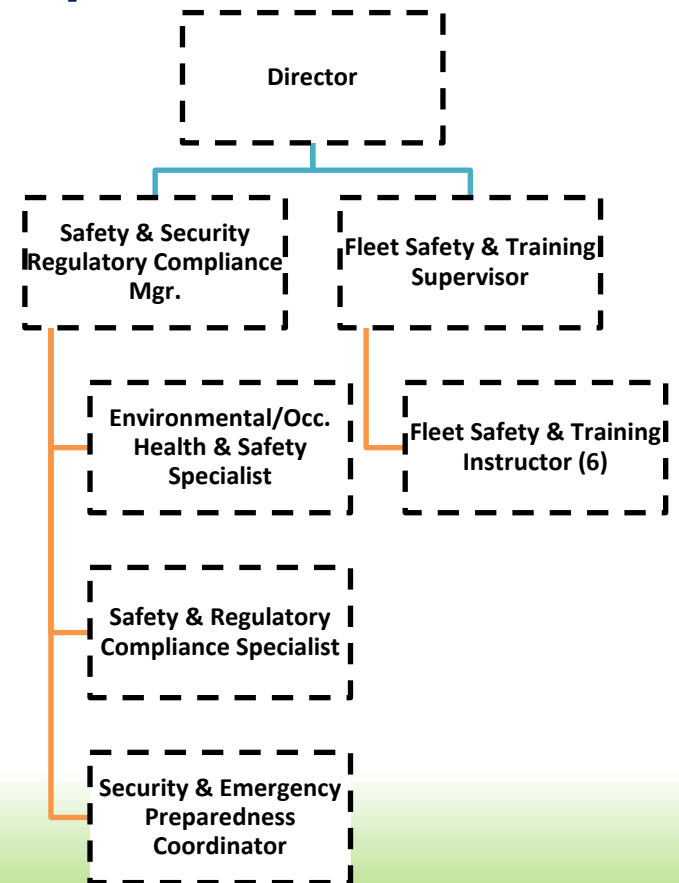 Director
Safety & Security
Regulatory Compliance
Mgr.
Fleet Safety & Training
Supervisor
Environmental/Occ.
Health & Safety
Specialist
Fleet Safety & Training
Instructor (6)
Safety & Regulatory
Compliance Specialist
Security & Emergency
Preparedness
Coordinator